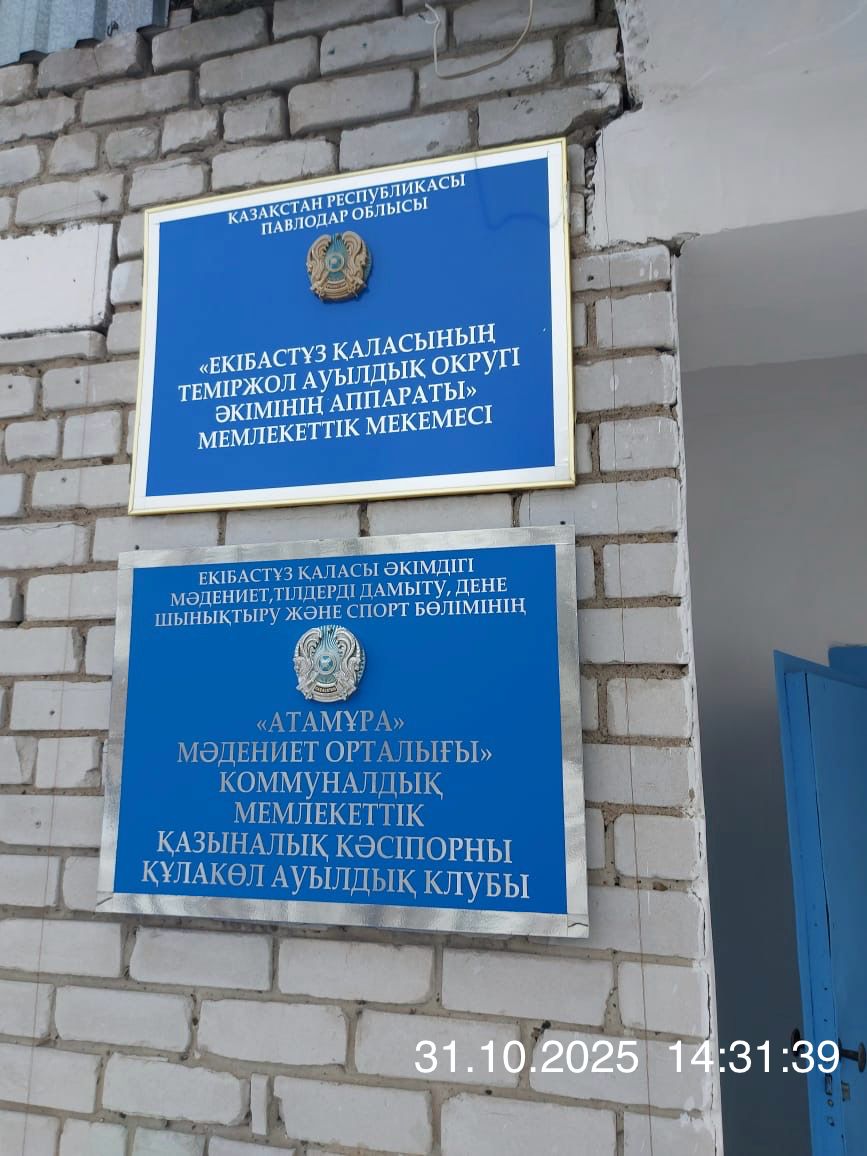 ҚАЗАҚСТАН РЕСПУБЛИКАСЫ
ПАВЛОДАР ОБЛЫСЫ
«ЕКІБАСТҰЗ ҚАЛАСЫНЫҢ
ТЕМІРЖОЛ АУЫЛДЫҚ ОКРУГІ
ӘКІМІНІҢ АППАРАТЫ»
МЕМЛЕКЕТТІК МЕКЕМЕСІ
ЕКІБАСТҰЗ ҚАЛАСЫ ӘКІМДІГІ
МӘДЕНИЕТ,ТІЛДЕРДІ ДАМЫТУ, ДЕНЕ
ШЫНЫҚТЫРУ ЖӘНЕ СПОРТ БӨЛІМІНІҢ
«АТАМҰРА»
МӘДЕНИЕТ ОРТАЛЫҒЫ»
КОММУНАЛДЫҚ
МЕМЛЕКЕТТІК
ҚАЗЫНАЛЫҚ КӘСІПОРНЫ
ҚҰЛАКӨЛ АУЫЛДЫҚ КЛУБЫ
31.10.2025 14:31:39